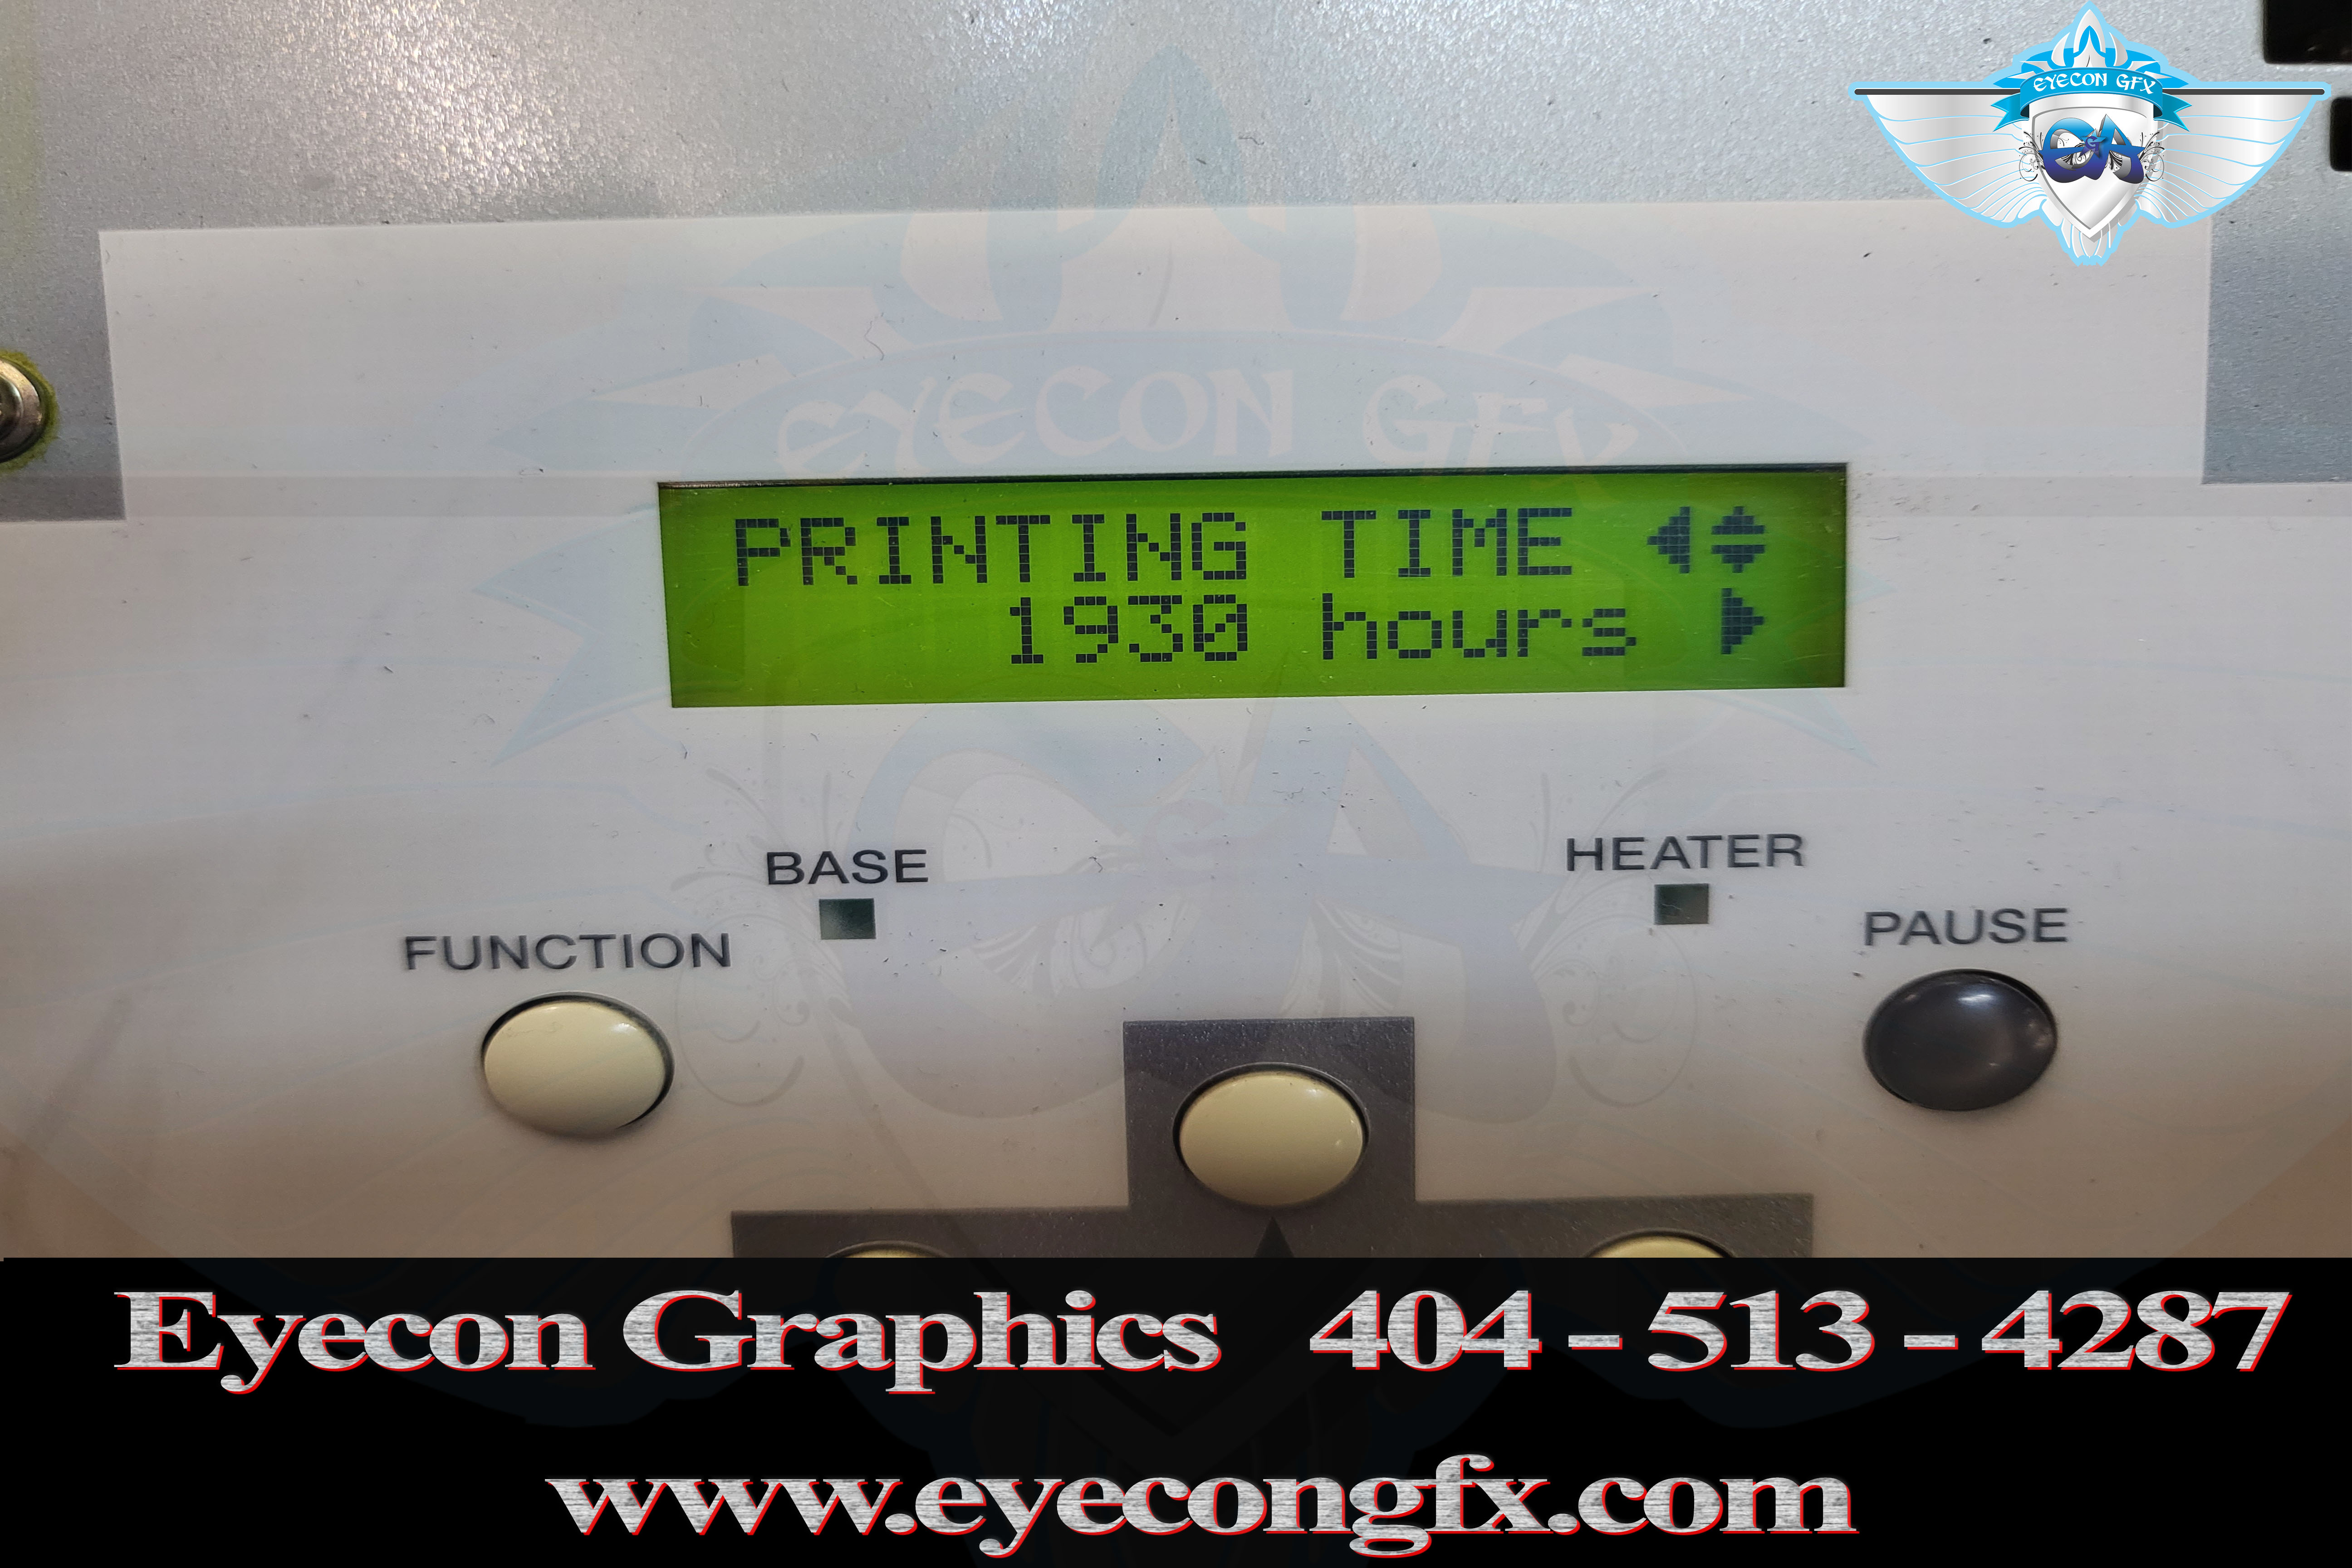 EYECON GFX
EYECON GFX
PRINTING TIME ◀♦
1930 hours ▶
BASE
HEATER
FUNCTION
PAUSE
Eyecon Graphics 404 - 513 - 4287
www.eyecongfx.com